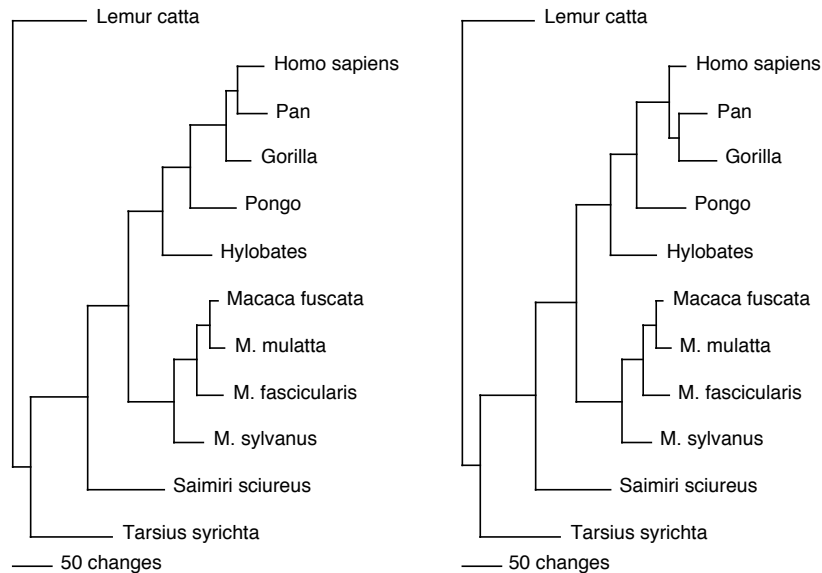 Lemur catta
Homo sapiens
Pan
Gorilla
Pongo
Hylobates
Macaca fuscata
M. mulatta
M. fascicularis
M. sylvanus
Saimiri sciureus
Tarsius syrichta
50 changes
Lemur catta
Homo sapiens
Pan
Gorilla
Pongo
Hylobates
Macaca fuscata
M. mulatta
M. fascicularis
M. sylvanus
Saimiri sciureus
Tarsius syrichta
50 changes